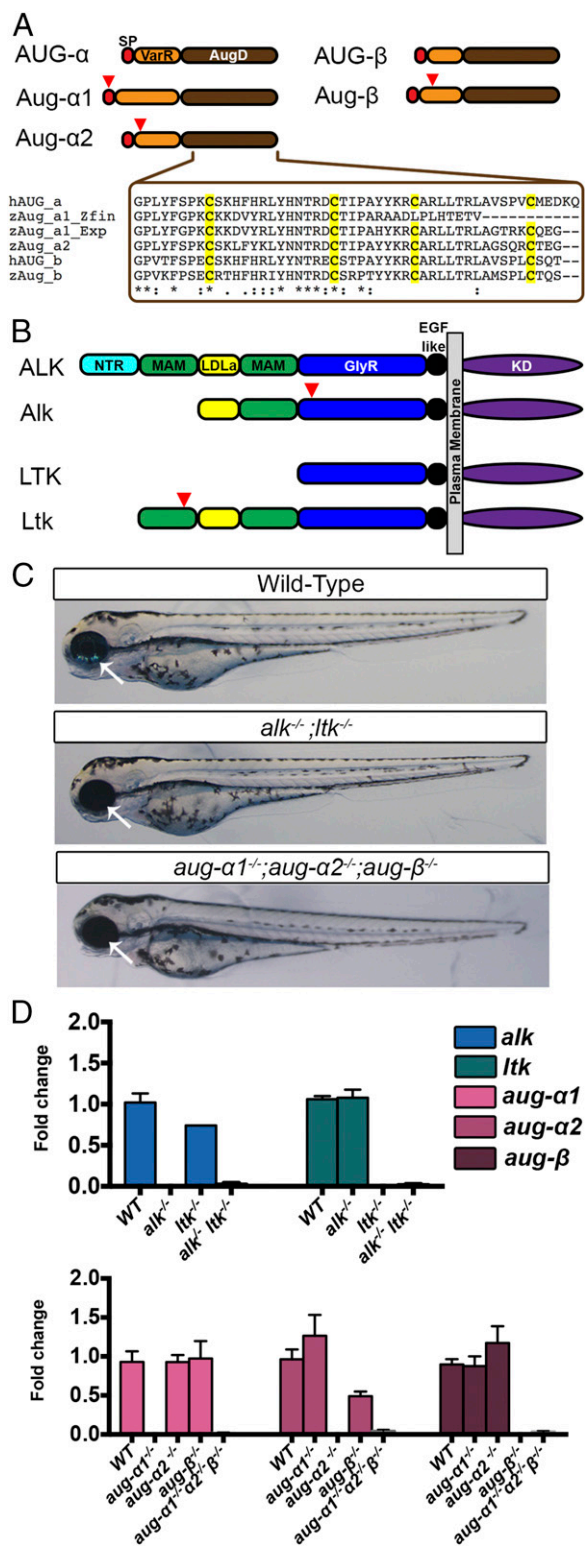 A
SP
AUG-α VarR AugD AUG-β
Aug-α1 Aug-β
Aug-α2
hAUG_a GPLYFSPKCSKHFHRLYHNTRDCTIPAYYKRCARLLTRLAVSPVCMEDKQ
zAug_a1_Zfin GPLYFGPKCKKDVYRLYHNTRDCTIPARAADLPLHTETV-----------
zAug_a1_Exp GPLYFGPKCKKDVYRLYHNTRDCTIPAYYKRCARLLTRLAGTRKCQEG--
zAug_a2 GPLYFSPKCSKLFYKLYNNTRDCTIPAYYKRCARLLTRLAGSQRCTEG--
hAUG_b GPVTFSPECSKHFHRLYHNTRECSTPAYYKRCARLLTRLAVSPLCSQT--
zAug_b GPVKFPSECRTHFHRIYHNTRDCSRPTYYKRCARLLTRLAMSPLCTQS--
**: * :* . .:::* ***:* * :
B
EGF
like
ALK NTR MAM LDLa MAM GlyR KD
Alk
Plasma Membrane
LTK
Ltk
C
Wild-Type
alk-/-;ltk-/-
aug-α1-/-;aug-α2-/-;aug-β-/-
D
Fold change
2.0
1.5
1.0
0.5
0.0
WT alk-/- ltk-/- alk-/- ltk-/- WT alk-/- ltk-/- alk-/- ltk-/-
alk
ltk
aug-α1
aug-α2
aug-β
Fold change
2.0
1.5
1.0
0.5
0.0
WT aug-α1-/- aug-α2-/- aug-β-/- aug-α1-/-α2-/-β-/- WT aug-α1-/- aug-α2-/- aug-β-/- aug-α1-/-α2-/-β-/- WT aug-α1-/- aug-α2-/- aug-β-/- aug-α1-/-α2-/-β-/-